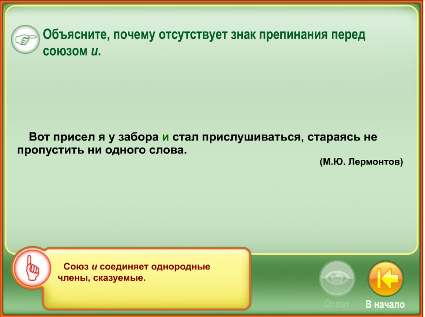 Объясните, почему отсутствует знак препинания перед
союзом и.
Вот присел я у забора и стал прислушиваться, стараясь не
пропустить ни одного слова.
(М.Ю. Лермонтов)
Союз и соединяет однородные
члены, сказуемые.
Ответ
В начало